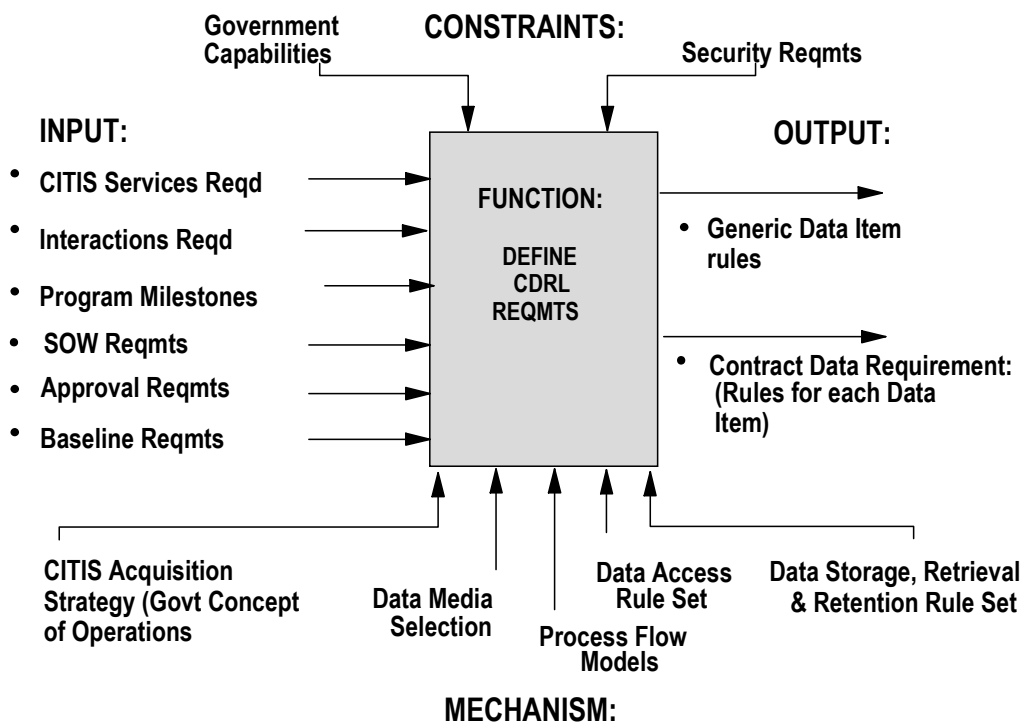 CONSTRAINTS:
Government
Capabilities
Security Reqmts
INPUT:
• CITIS Services Reqd
• Interactions Reqd
• Program Milestones
• SOW Reqmts
• Approval Reqmts
• Baseline Reqmts
FUNCTION:
DEFINE
CDRL
REQMTS
OUTPUT:
• Generic Data Item
rules
• Contract Data Requirement:
(Rules for each Data
Item)
CITIS Acquisition
Strategy (Govt Concept
of Operations
Data Media
Selection
Process Flow
Models
Data Access
Rule Set
Data Storage, Retrieval
& Retention Rule Set
MECHANISM: